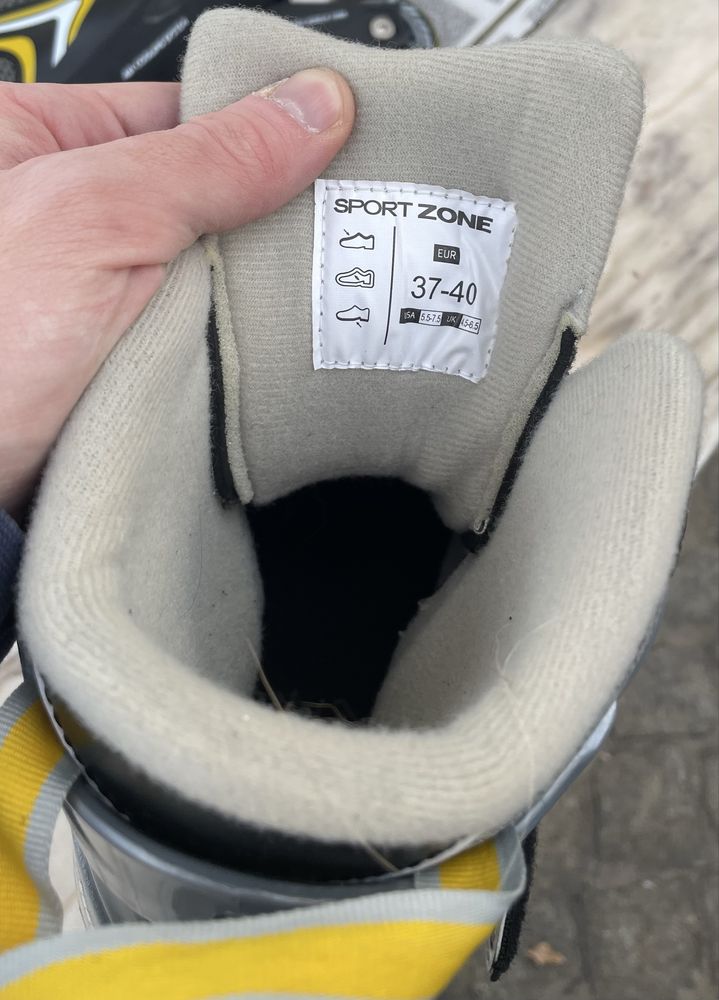 SPORT ZONE
EUR
37-40
USA 5.5-7.5 UK 4.5-6.5